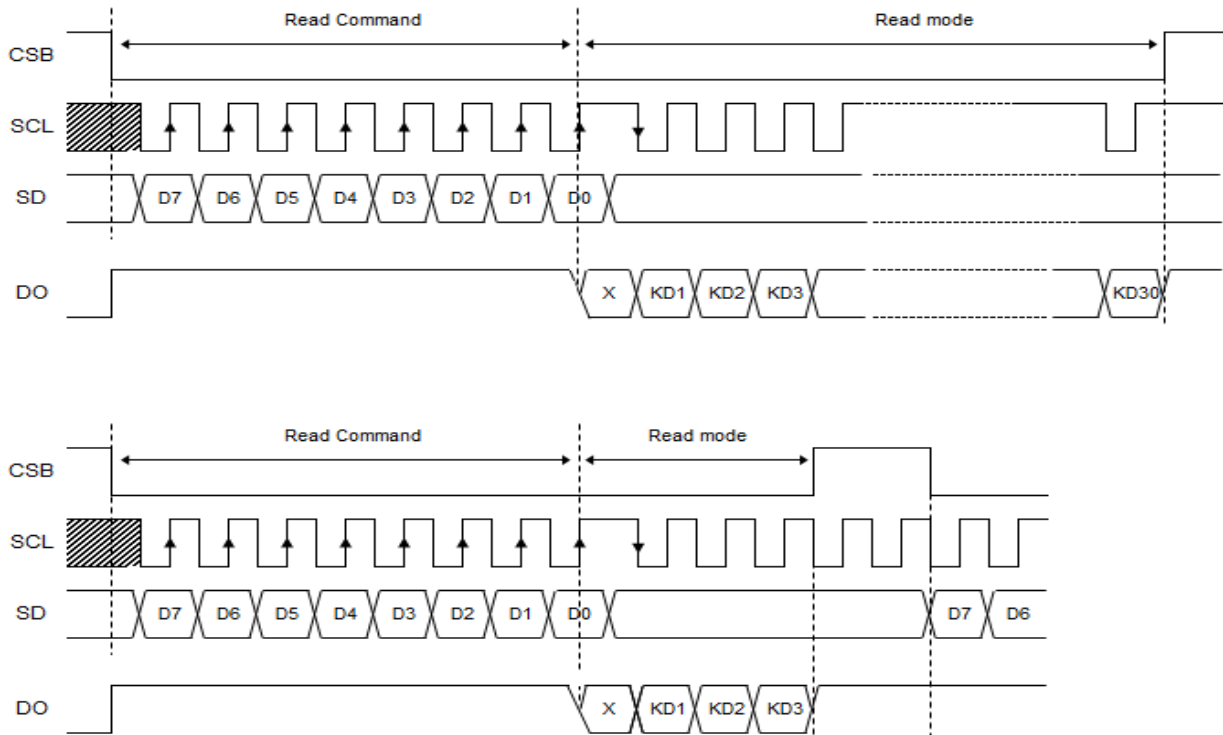 Read Command Read mode
CSB
SCL
SD D7 D6 D5 D4 D3 D2 D1 D0
DO X KD1 KD2 KD3 KD30
Read Command Read mode
CSB
SCL
SD D7 D6 D5 D4 D3 D2 D1 D0 D7 D6
DO X KD1 KD2 KD3